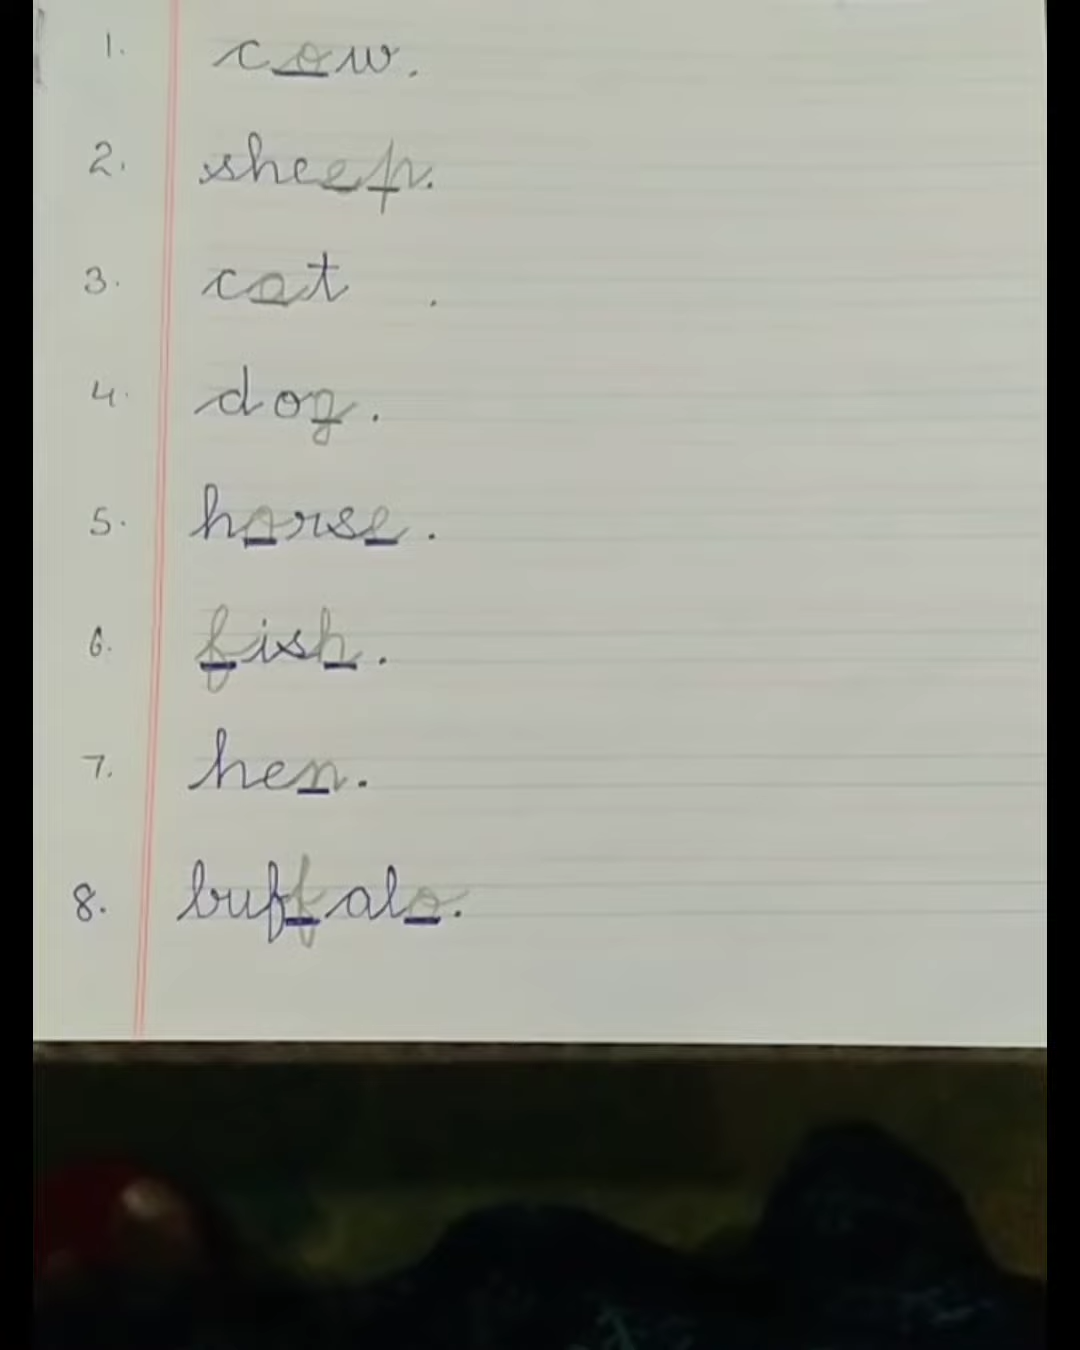 1. cow.
2. sheep.
3. cat .
4. dog.
5. horse.
6. fish.
7. hen.
8. buffalo.